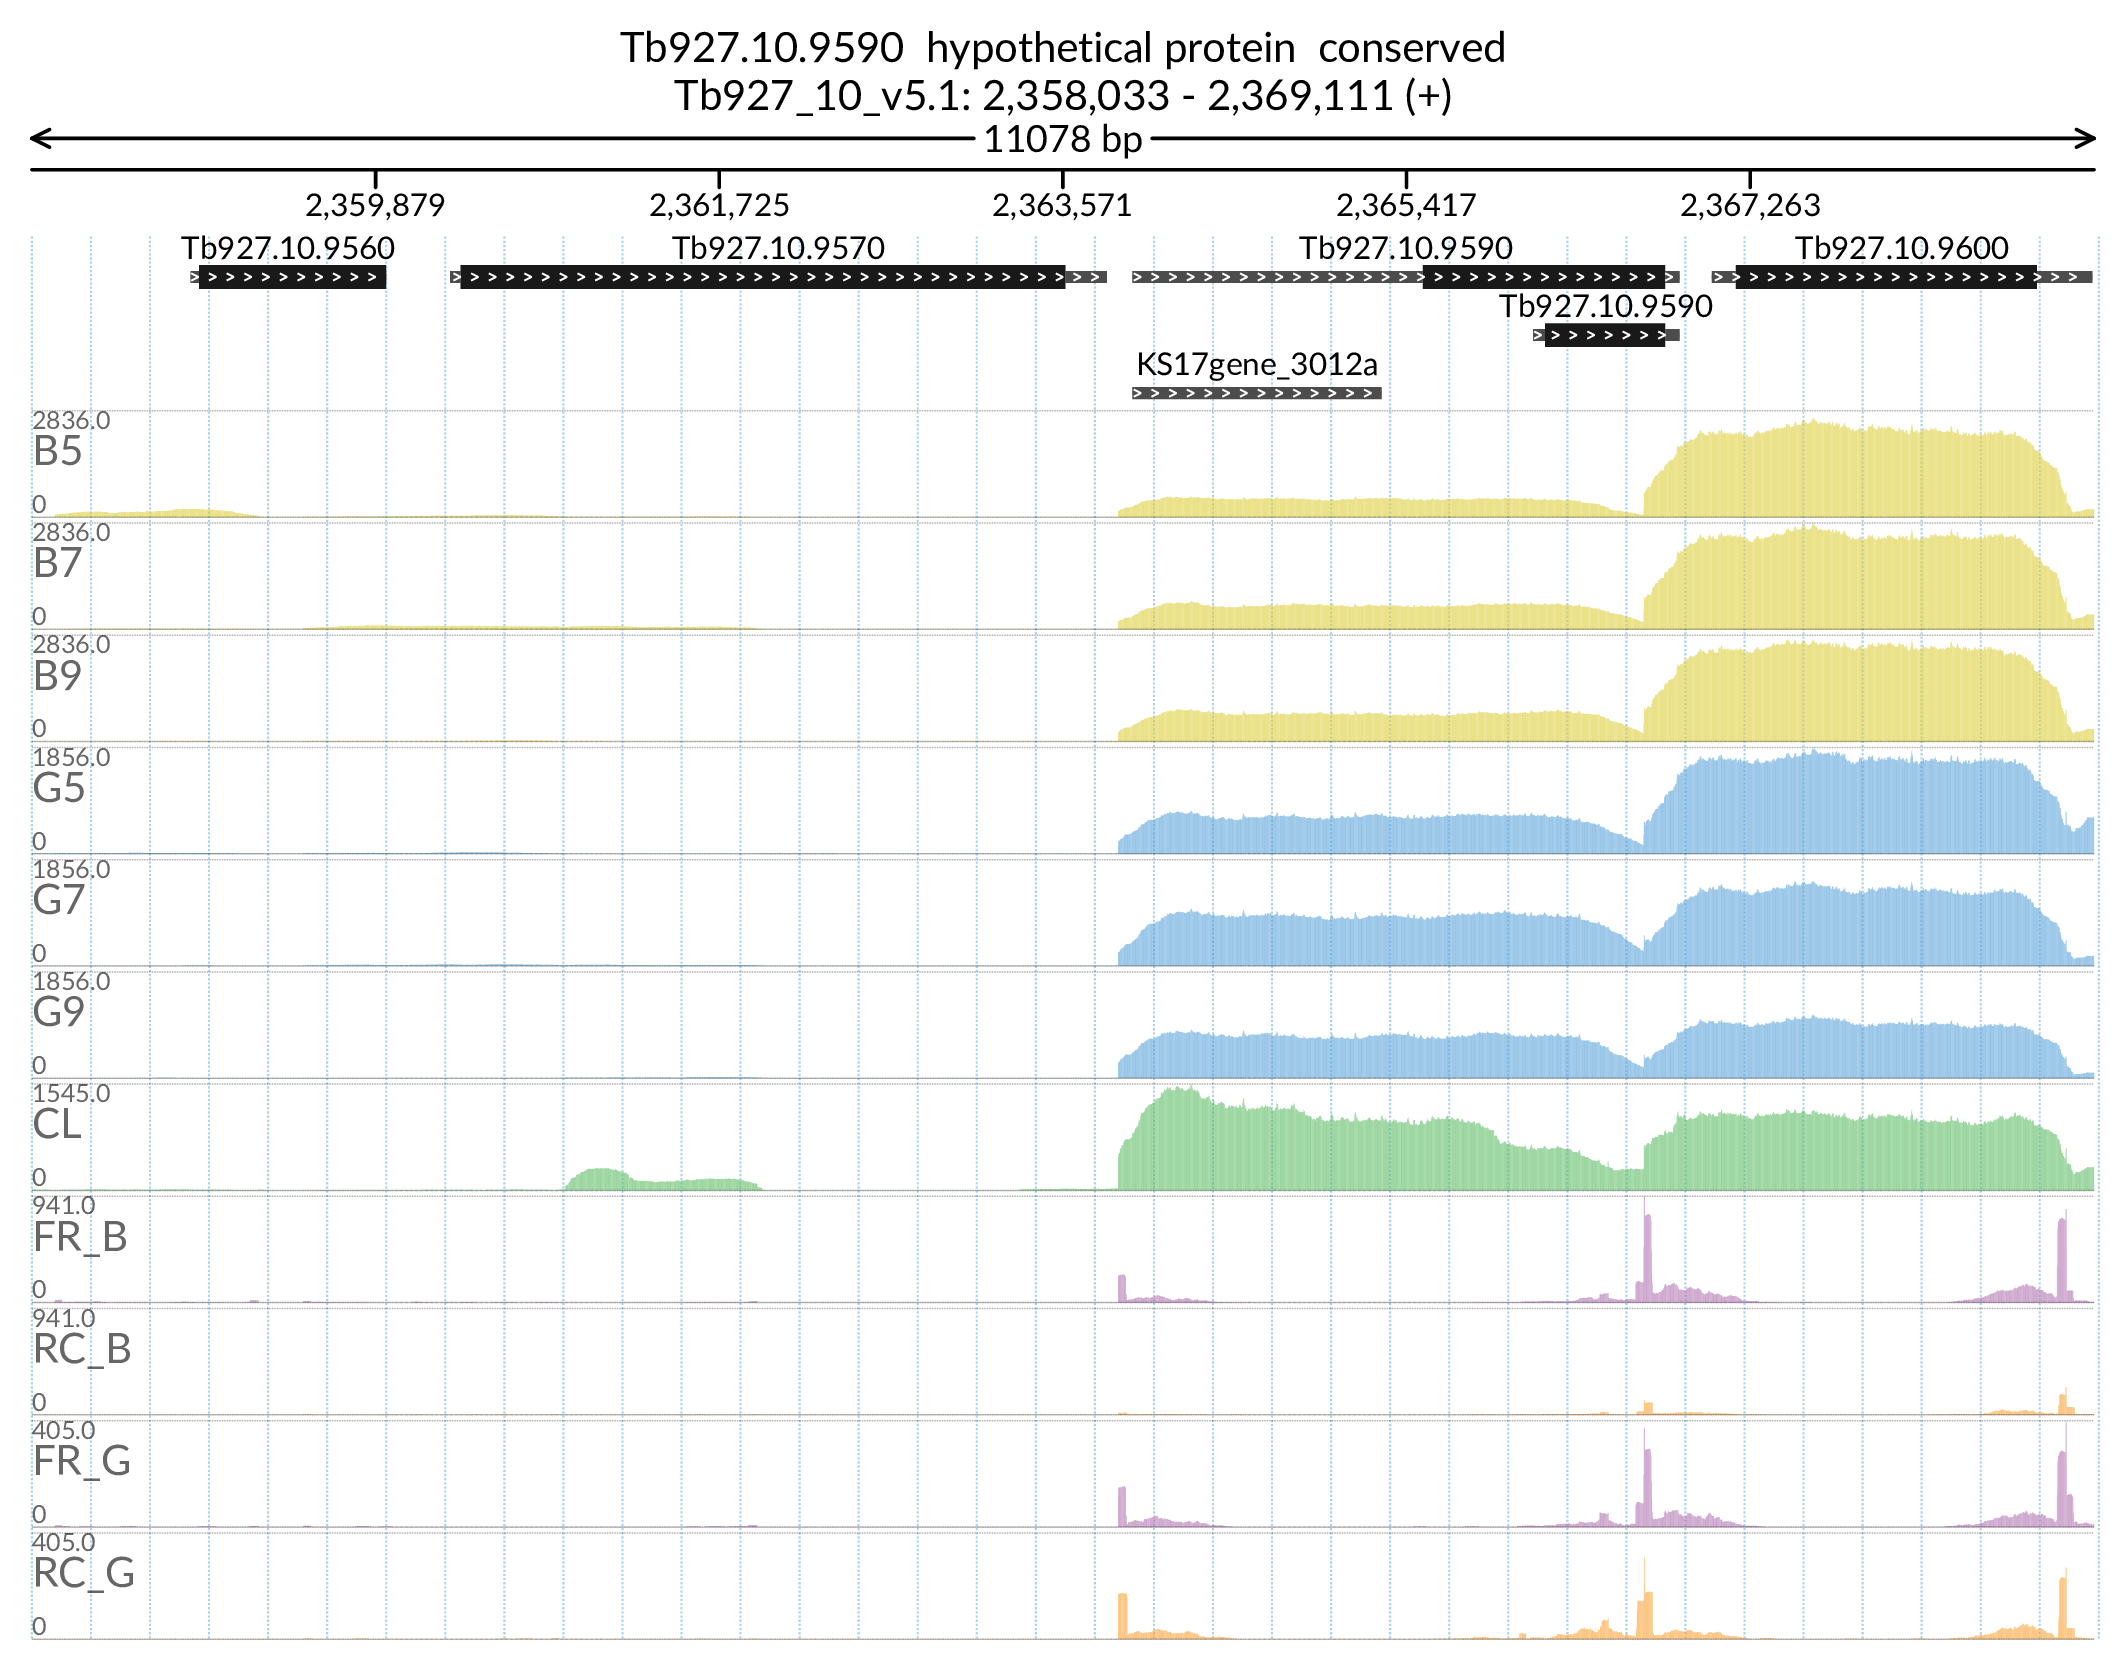 Tb927.10.9590  hypothetical protein  conserved
Tb927_10_v5.1: 2,358,033 - 2,369,111 (+)
11078 bp
2,359,879 2,361,725 2,363,571 2,365,417 2,367,263
Tb927.10.9560 Tb927.10.9570 Tb927.10.9590 Tb927.10.9600
Tb927.10.9590
KS17gene_3012a
2836.0
B5
0
2836.0
B7
0
2836.0
B9
0
1856.0
G5
0
1856.0
G7
0
1856.0
G9
0
1545.0
CL
0
941.0
FR_B
0
941.0
RC_B
0
405.0
FR_G
0
405.0
RC_G
0